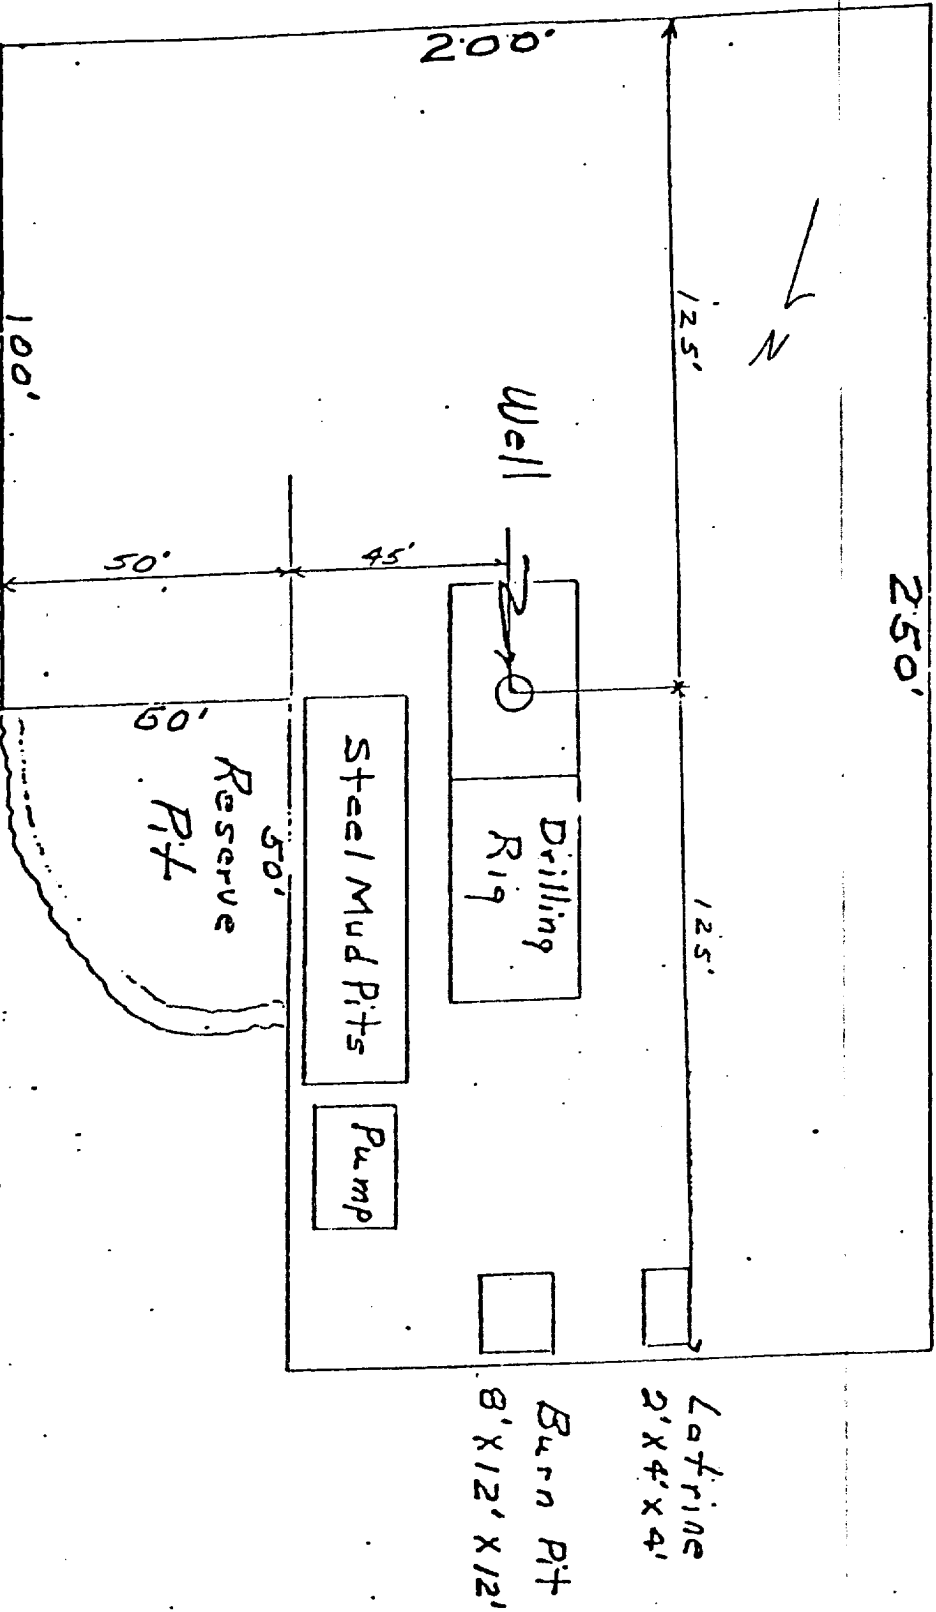 250'
200'
N
125'
125'
Latrine
2'X4'X4'
Well
Drilling
Rig
Burn Pit
8'X12'X12'
45'
Steel Mud Pits
Pump
50'
50'
60'
Reserve
Pit
100'